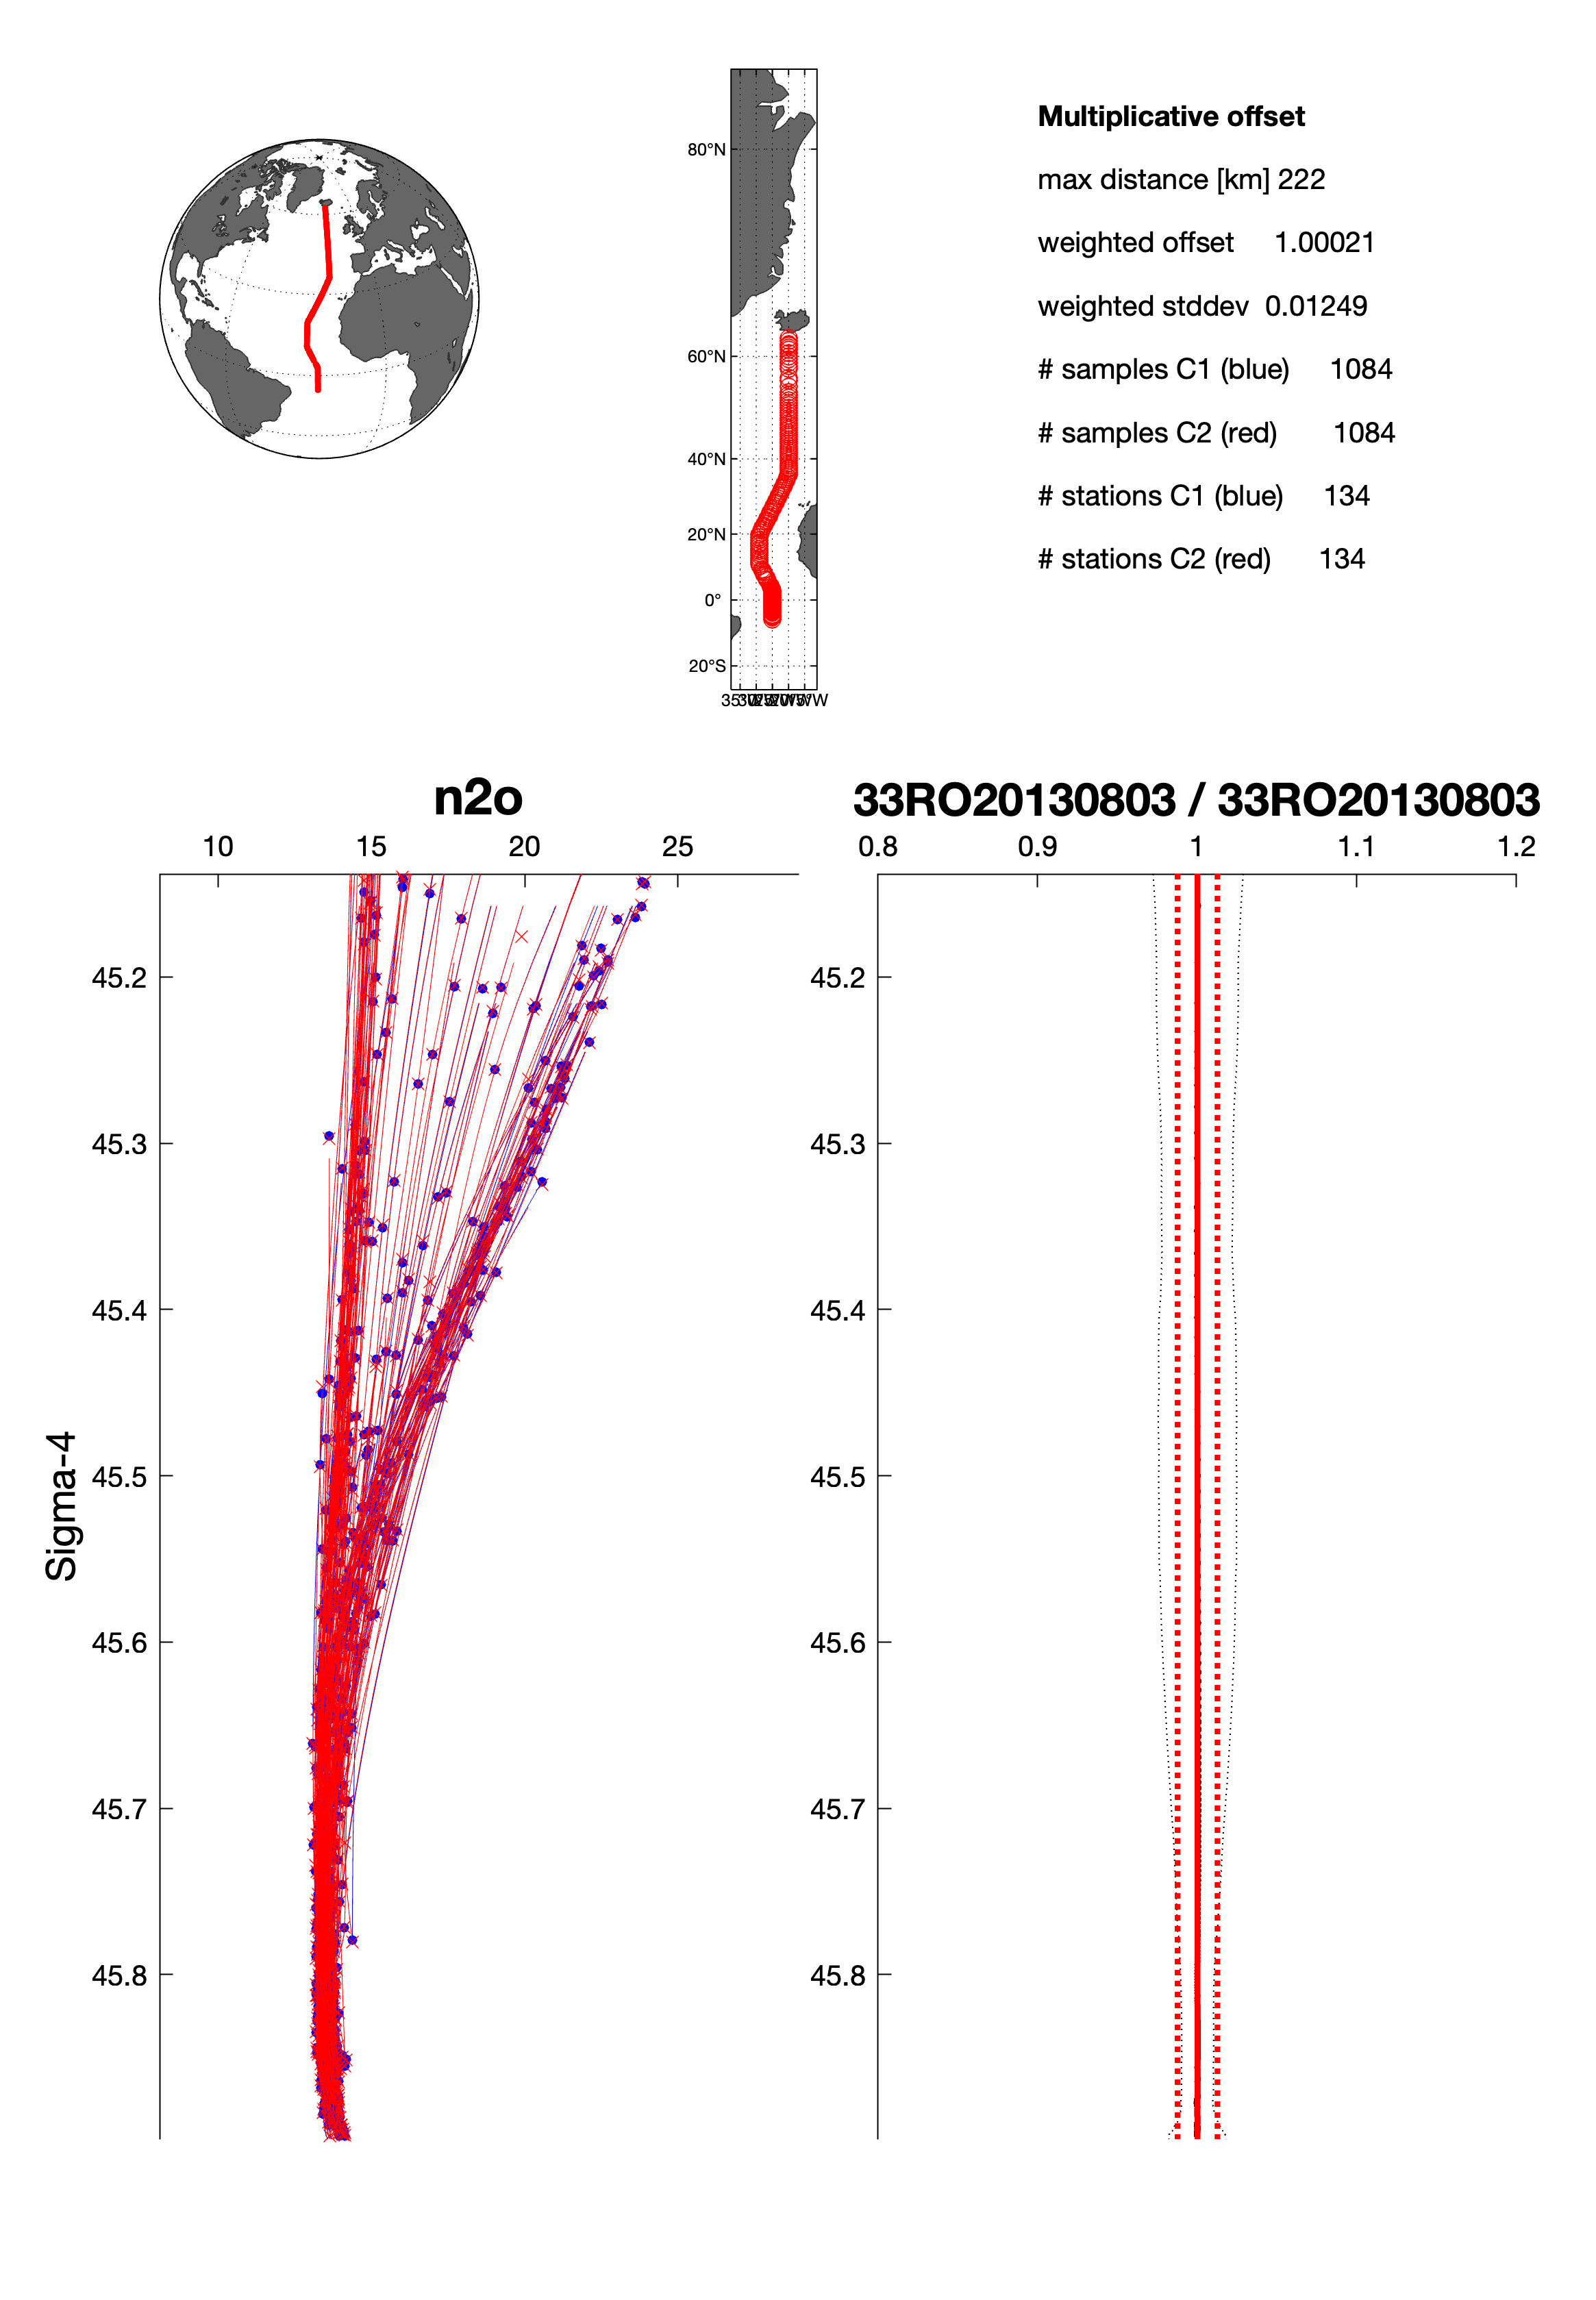 Multiplicative offset
max distance [km] 222
weighted offset 1.00021
weighted stddev 0.01249
# samples C1 (blue) 1084
# samples C2 (red) 1084
# stations C1 (blue) 134
# stations C2 (red) 134
80°N
60°N
40°N
20°N
0°
20°S
n2o
10 15 20 25
45.2
45.3
45.4
45.5
45.6
45.7
45.8
Sigma-4
33RO20130803 / 33RO20130803
0.8 0.9 1 1.1 1.2
45.2
45.3
45.4
45.5
45.6
45.7
45.8